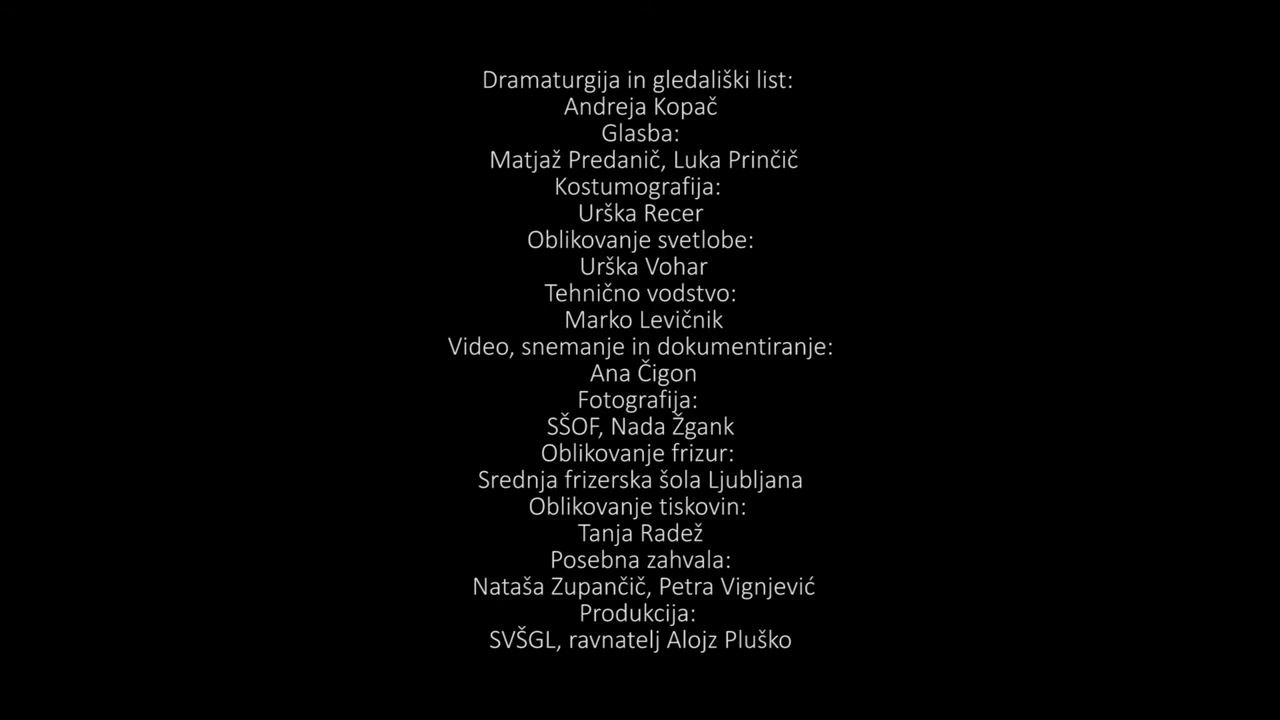 Dramaturgija in gledališki list:
Andreja Kopač
Glasba:
Matjaž Predanič, Luka Prinčič
Kostumografija:
Urška Recer
Oblikovanje svetlobe:
Urška Vohar
Tehnično vodstvo:
Marko Levičnik
Video, snemanje in dokumentiranje:
Ana Čigon
Fotografija:
SŠOF, Nada Žgank
Oblikovanje frizur:
Srednja frizerska šola Ljubljana
Oblikovanje tiskovin:
Tanja Radež
Posebna zahvala:
Nataša Zupančič, Petra Vignjević
Produkcija:
SVŠGL, ravnatelj Alojz Pluško